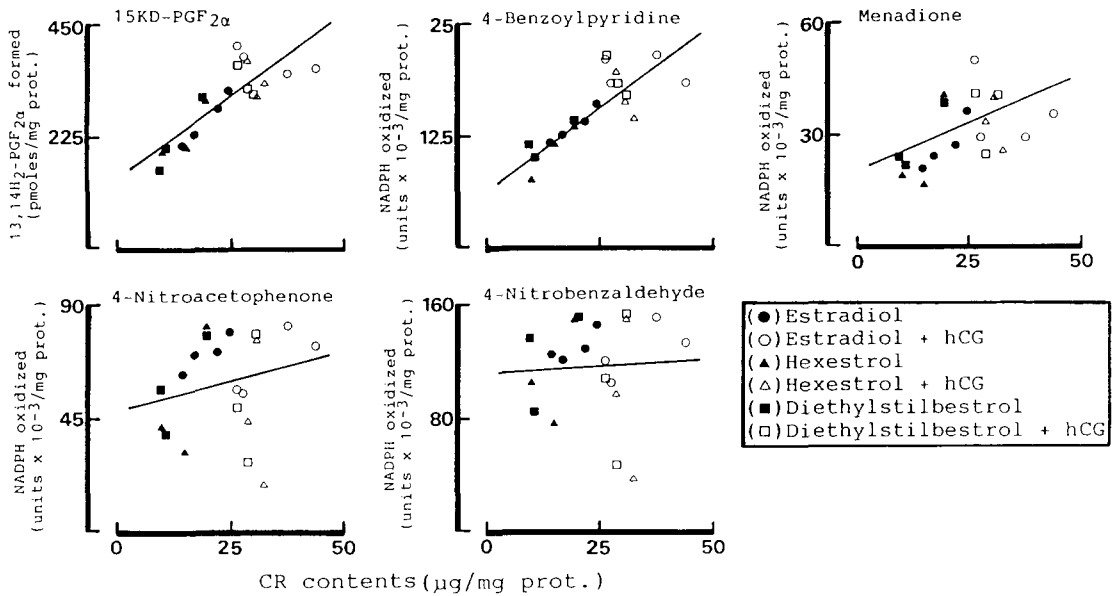 15KD-PGF2α
450
225
13,14H2-PGF2α formed
(pmoles/mg prot.)
4-Benzoylpyridine
25
12.5
NADPH oxidized
(units x 10-3/mg prot.)
Menadione
60
30
0
NADPH oxidized
(units x 10-3/mg prot.)
0 25 50
4-Nitroacetophenone
90
45
NADPH oxidized
(units x 10-3/mg prot.)
0 25 50
4-Nitrobenzaldehyde
160
80
NADPH oxidized
(units x 10-3/mg prot.)
0 25 50
(●)Estradiol
(○)Estradiol + hCG
(▲)Hexestrol
(△)Hexestrol + hCG
(■)Diethylstilbestrol
(□)Diethylstilbestrol + hCG
CR contents(μg/mg prot.)